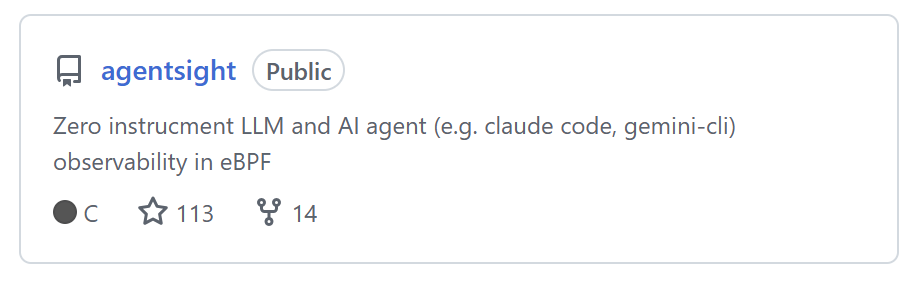 agentsight Public
Zero instrucment LLM and AI agent (e.g. claude code, gemini-cli)
observability in eBPF
C 113 14